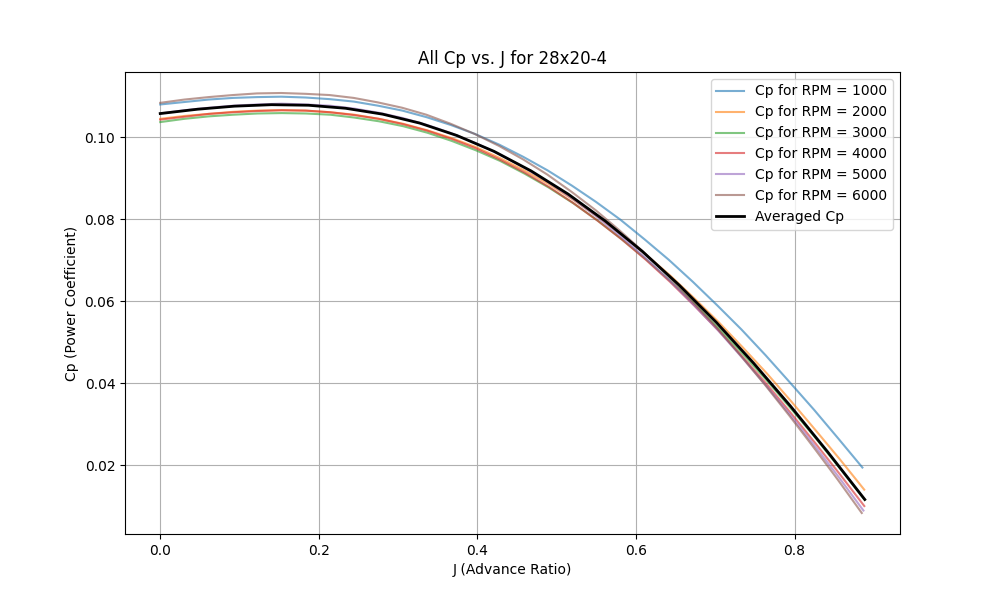 All Cp vs. J for 28x20-4
Cp for RPM = 1000
Cp for RPM = 2000
Cp for RPM = 3000
Cp for RPM = 4000
Cp for RPM = 5000
Cp for RPM = 6000
Averaged Cp
Cp (Power Coefficient)
0.10
0.08
0.06
0.04
0.02
0.0 0.2 0.4 0.6 0.8
J (Advance Ratio)